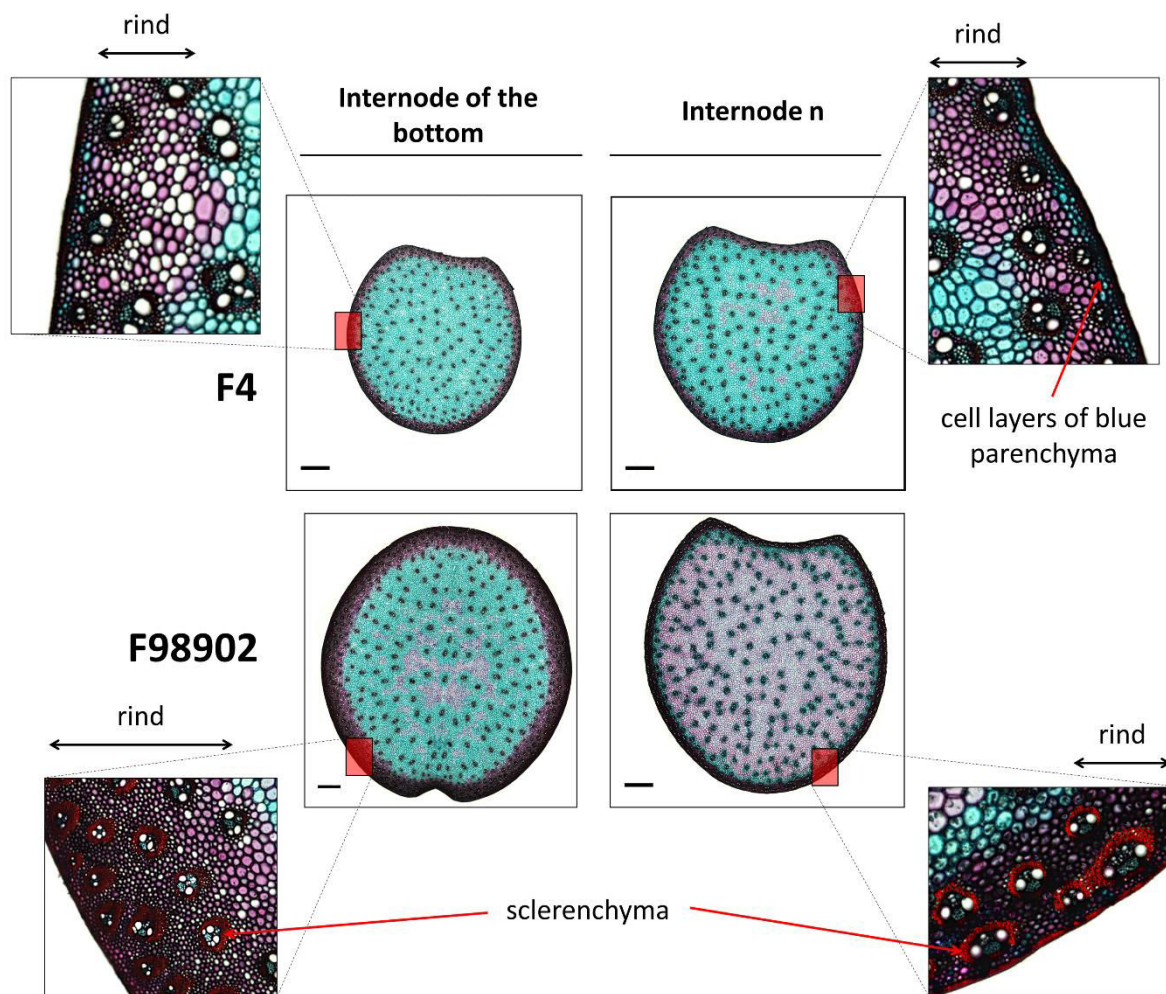 rind
rind
Internode of the
bottom
Internode n
F4
cell layers of blue
parenchyma
F98902
rind
rind
sclerenchyma